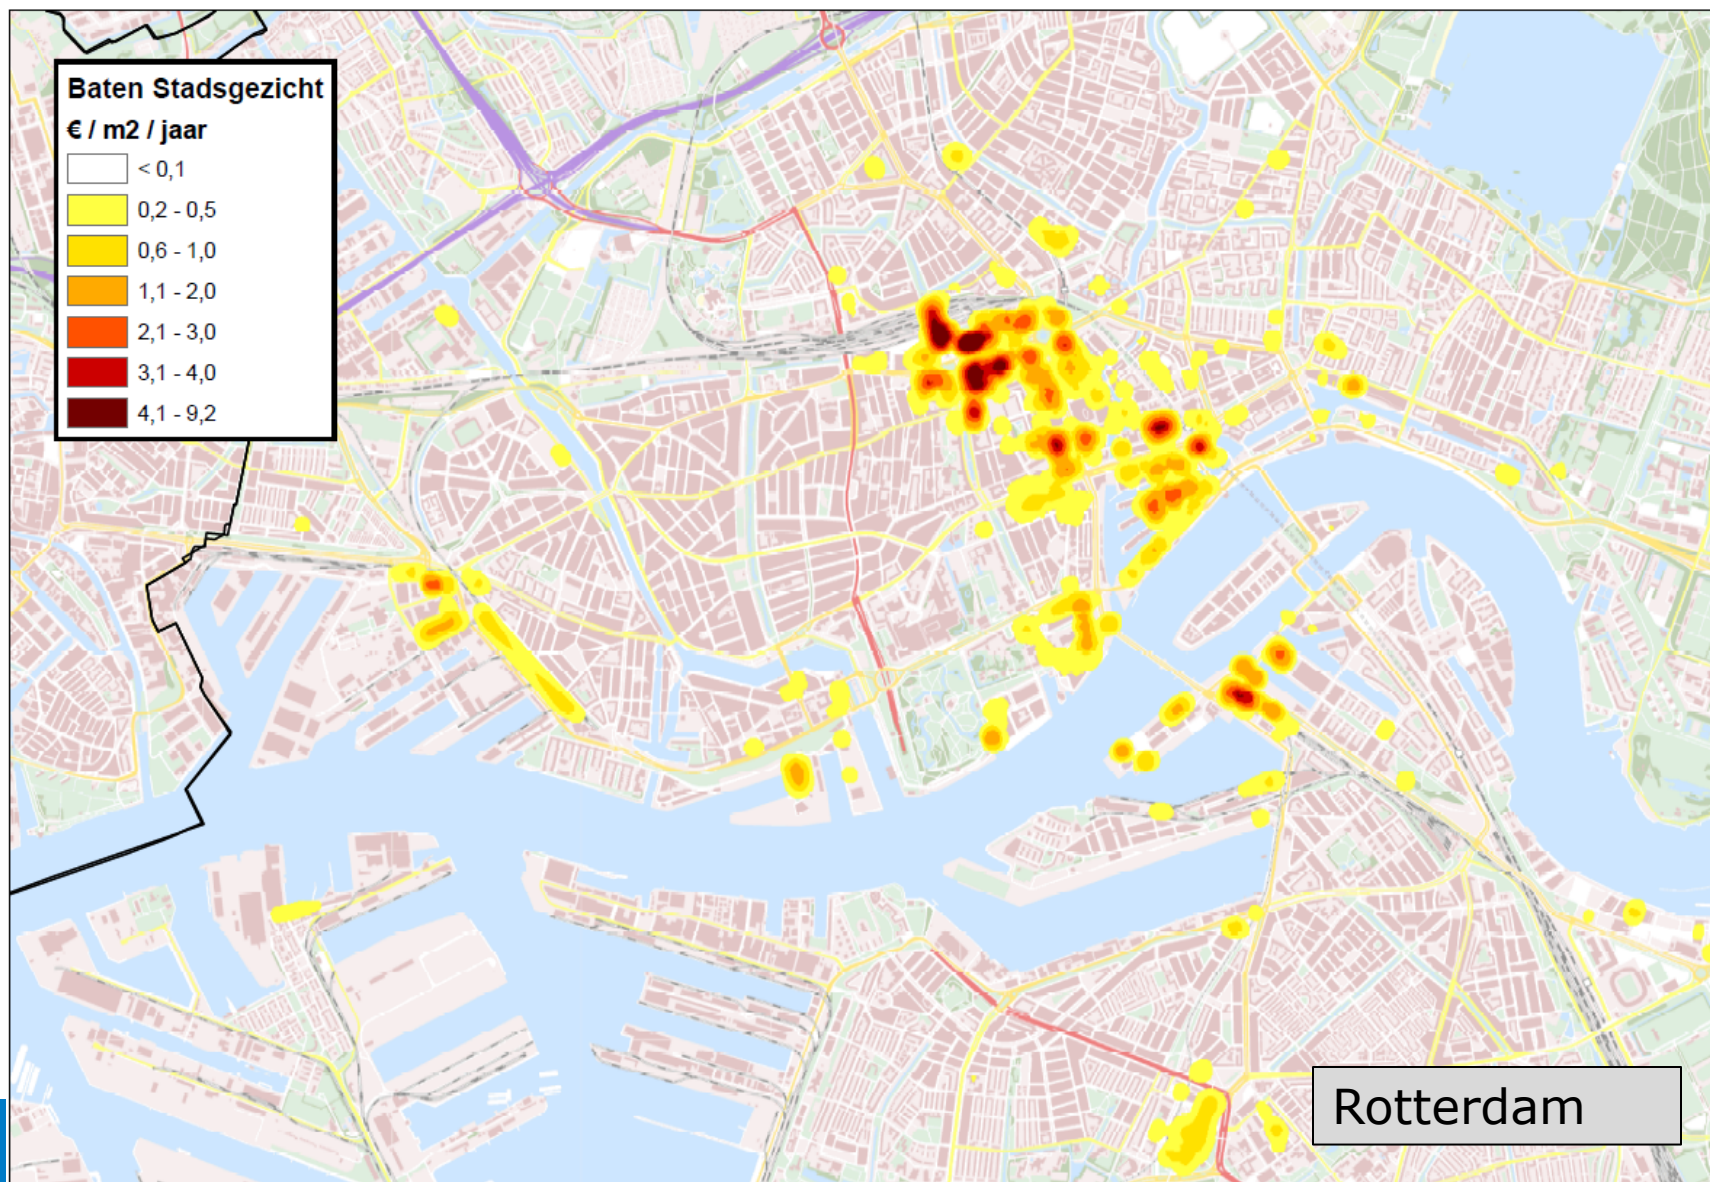 Baten Stadsgezicht
€ / m2 / jaar
< 0,1
0,2 - 0,5
0,6 - 1,0
1,1 - 2,0
2,1 - 3,0
3,1 - 4,0
4,1 - 9,2
Rotterdam